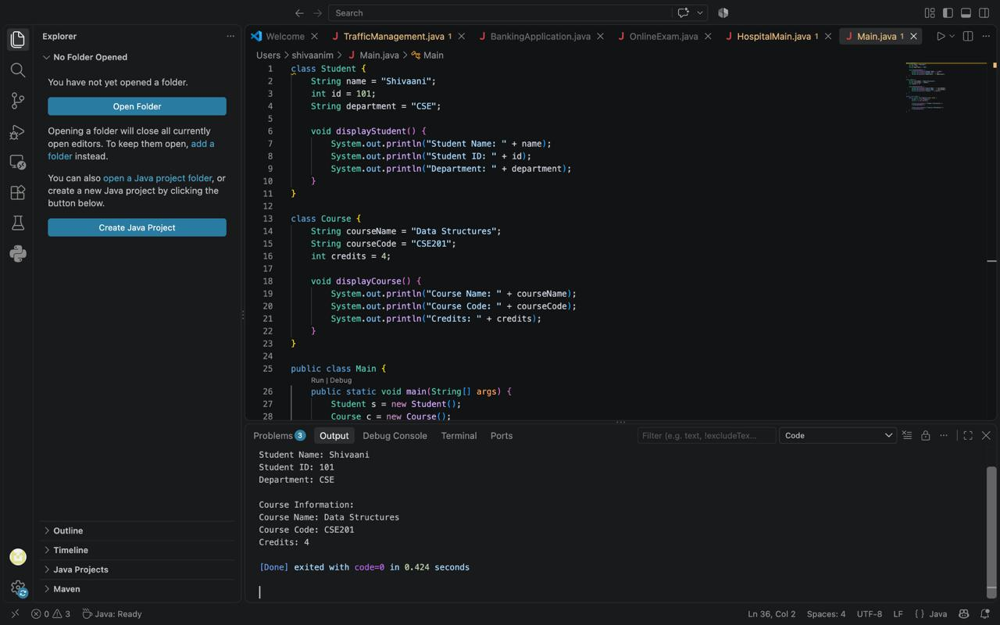 Search
Explorer
No Folder Opened
You have not yet opened a folder.
Open Folder
Opening a folder will close all currently
open editors. To keep them open, add a
folder instead.
You can also open a Java project folder, or
create a new Java project by clicking the
button below.
Create Java Project
Outline
Timeline
Java Projects
Maven
Welcome
J TrafficManagement.java 1
J BankingApplication.java
J OnlineExam.java
J HospitalMain.java 1
J Main.java 1
Users > shivaanim > J Main.java > Main
1 class Student {
2 String name = "Shivaani";
3 int id = 101;
4 String department = "CSE";
5
6 void displayStudent() {
7 System.out.println("Student Name: " + name);
8 System.out.println("Student ID: " + id);
9 System.out.println("Department: " + department);
10 }
11 }
12
13 class Course {
14 String courseName = "Data Structures";
15 String courseCode = "CSE201";
16 int credits = 4;
17
18 void displayCourse() {
19 System.out.println("Course Name: " + courseName);
20 System.out.println("Course Code: " + courseCode);
21 System.out.println("Credits: " + credits);
22 }
23 }
24
25 public class Main {
Run | Debug
26 public static void main(String[] args) {
27 Student s = new Student();
28 Course c = new Course();
Problems 3 Output Debug Console Terminal Ports
Filter (e.g. text, !excludeTex...
Code
Student Name: Shivaani
Student ID: 101
Department: CSE
Course Information:
Course Name: Data Structures
Course Code: CSE201
Credits: 4
[Done] exited with code=0 in 0.424 seconds
0 3 Java: Ready
Ln 36, Col 2 Spaces: 4 UTF-8 LF { } Java